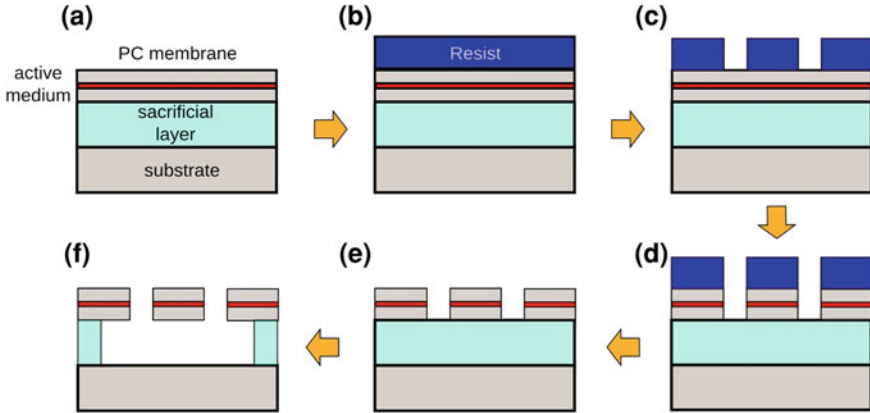 (a)
(b)
(c)
PC membrane
active
medium
sacrificial
layer
substrate
Resist
(f)
(e)
(d)